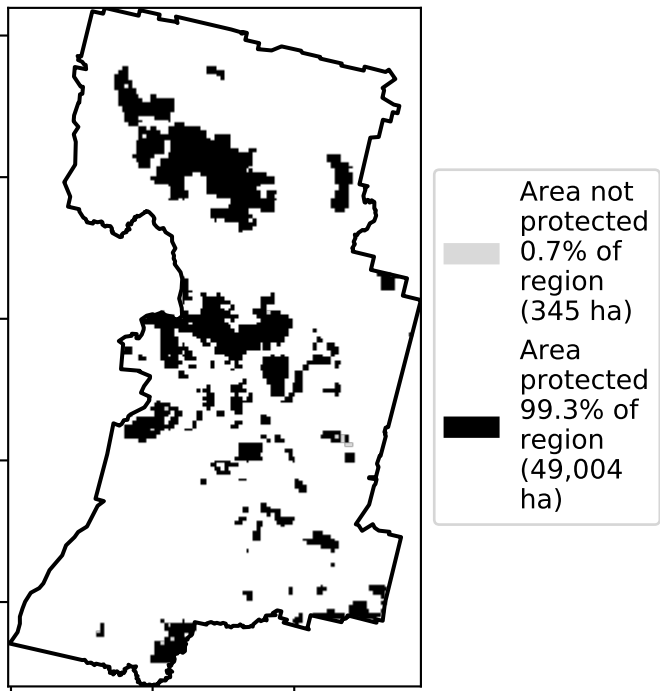 Area not
protected
0.7% of
region
(345 ha)
Area
protected
99.3% of
region
(49,004
ha)